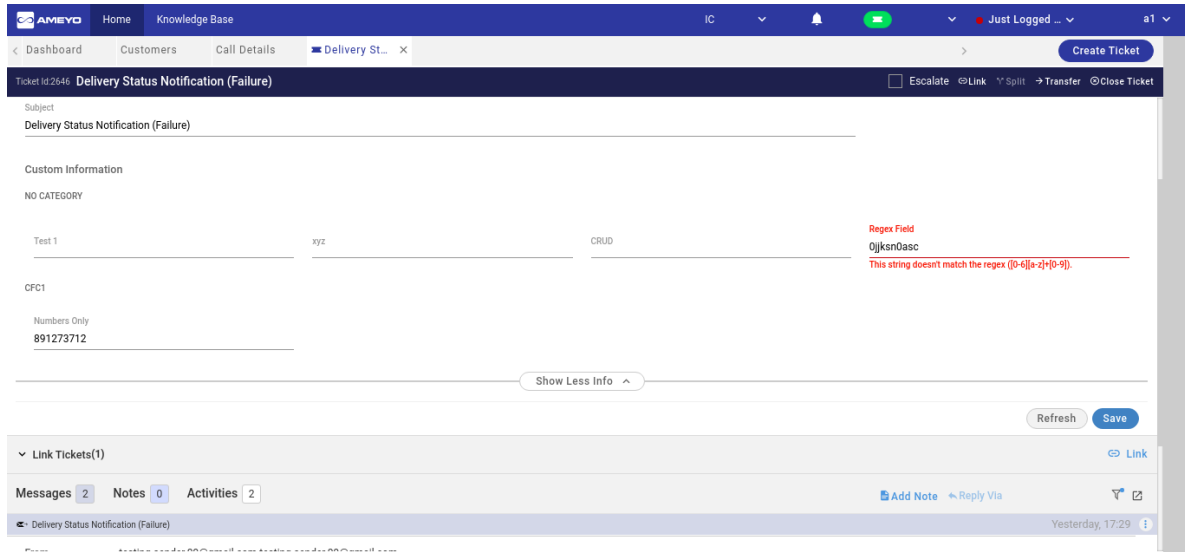 AMEYO Home Knowledge Base IC Just Logged ... a1
Dashboard Customers Call Details Delivery St... × Create Ticket
Ticket Id:2646 Delivery Status Notification (Failure) Escalate Link Split Transfer Close Ticket
Subject
Delivery Status Notification (Failure)
Custom Information
NO CATEGORY
Test 1 xyz CRUD Regex Field
0jjksn0asc
This string doesn't match the regex ([0-6][a-z]+[0-9]).
CFC1
Numbers Only
891273712
Show Less Info
Refresh Save
Link Tickets(1) Link
Messages 2 Notes 0 Activities 2 Add Note Reply Via
Delivery Status Notification (Failure) Yesterday, 17:29